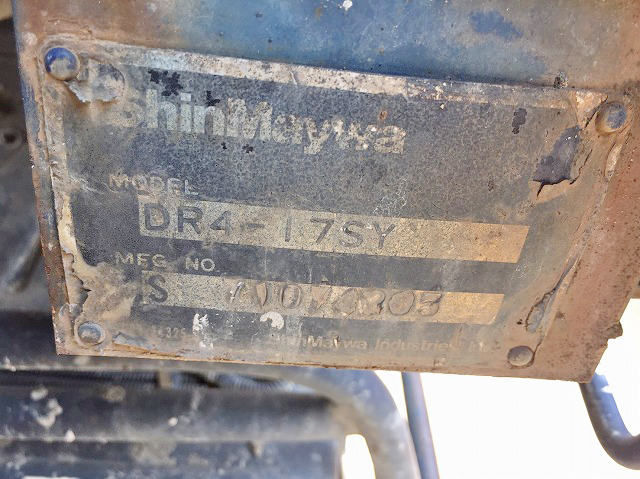 ShinMaywa
MODEL
DR4-17SY
MFG NO
S
ShinMaywa Industries